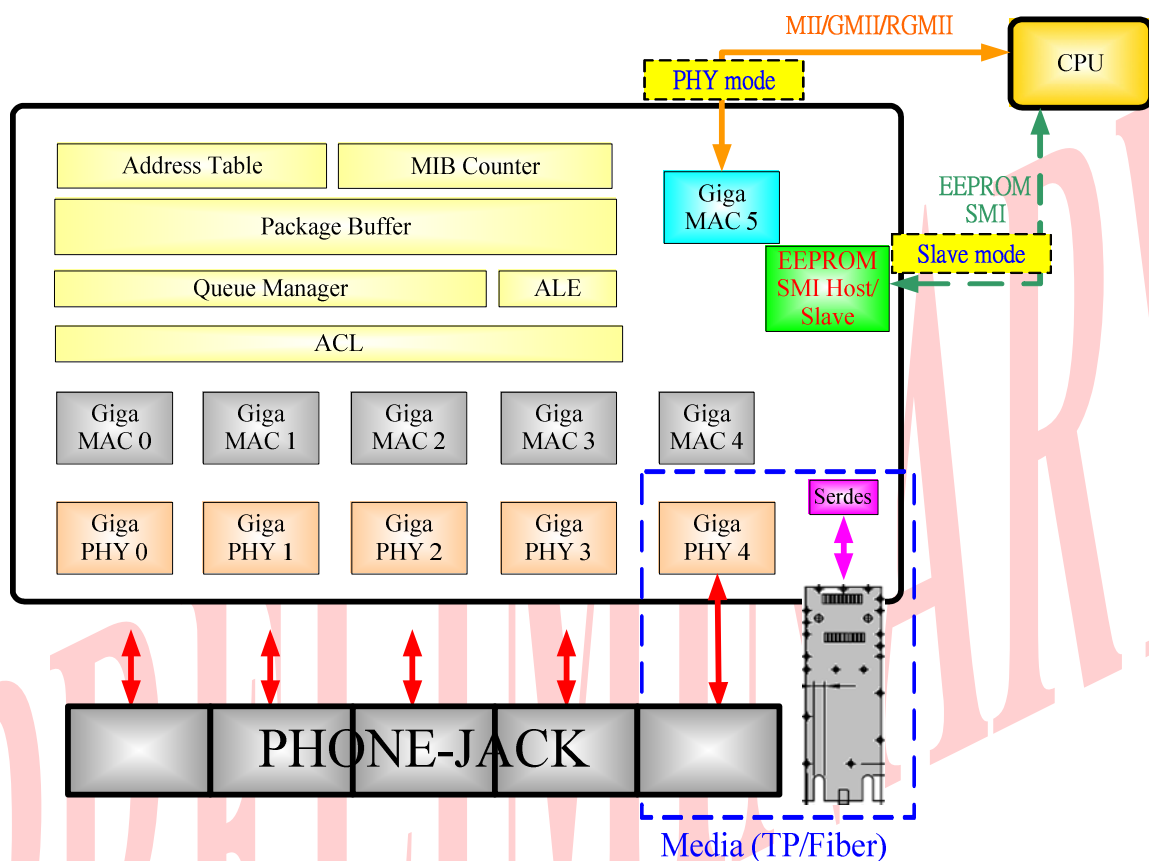 MII/GMII/RGMII
CPU
PHY mode
Address Table
MIB Counter
Giga
MAC 5
EEPROM
SMI
Package Buffer
Slave mode
EEPROM
SMI Host/
Slave
Queue Manager
ALE
ACL
Giga
MAC 0
Giga
MAC 1
Giga
MAC 2
Giga
MAC 3
Giga
MAC 4
Serdes
Giga
PHY 0
Giga
PHY 1
Giga
PHY 2
Giga
PHY 3
Giga
PHY 4
PHONE-JACK
Media (TP/Fiber)
PRELIMINARY